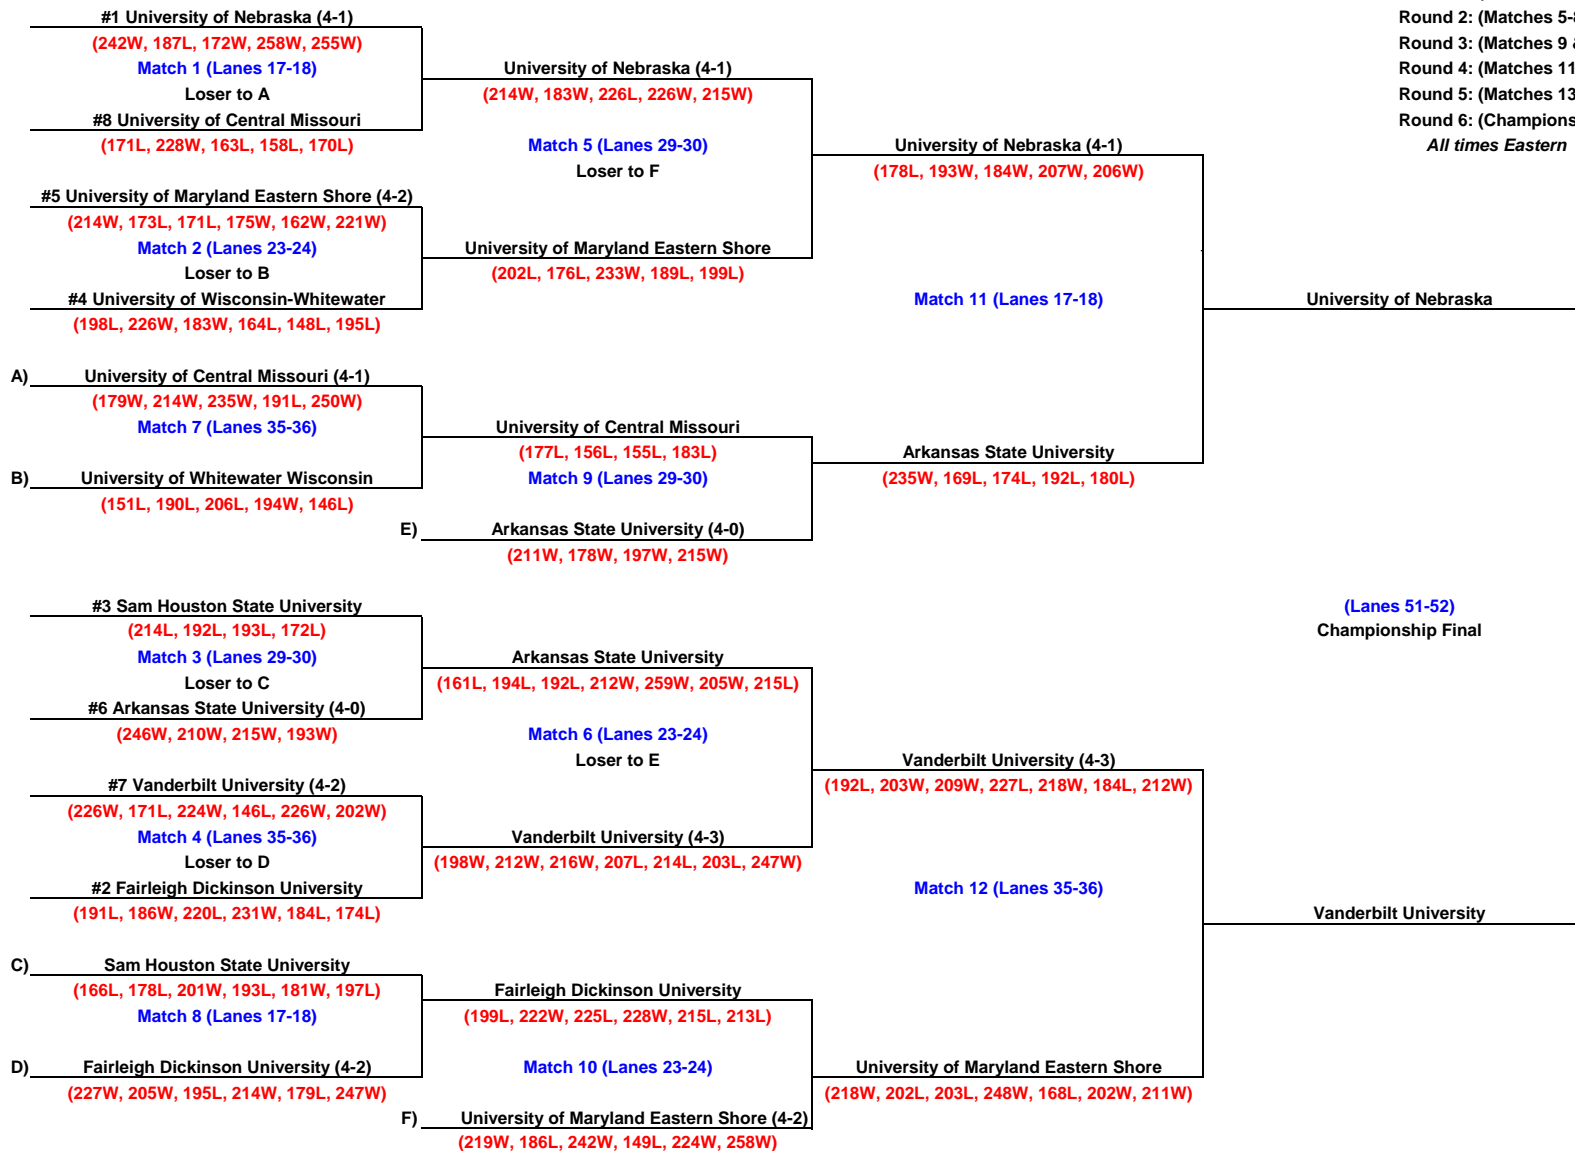 #1 University of Nebraska (4-1)
(242W, 187L, 172W, 258W, 255W)
Match 1 (Lanes 17-18)
Loser to A
#8 University of Central Missouri
(171L, 228W, 163L, 158L, 170L)
#5 University of Maryland Eastern Shore (4-2)
(214W, 173L, 171L, 175W, 162W, 221W)
Match 2 (Lanes 23-24)
Loser to B
#4 University of Wisconsin-Whitewater
(198L, 226W, 183W, 164L, 148L, 195L)
A) University of Central Missouri (4-1)
(179W, 214W, 235W, 191L, 250W)
Match 7 (Lanes 35-36)
B) University of Whitewater Wisconsin
(151L, 190L, 206L, 194W, 146L)
#3 Sam Houston State University
(214L, 192L, 193L, 172L)
Match 3 (Lanes 29-30)
Loser to C
#6 Arkansas State University (4-0)
(246W, 210W, 215W, 193W)
#7 Vanderbilt University (4-2)
(226W, 171L, 224W, 146L, 226W, 202W)
Match 4 (Lanes 35-36)
Loser to D
#2 Fairleigh Dickinson University
(191L, 186W, 220L, 231W, 184L, 174L)
C) Sam Houston State University
(166L, 178L, 201W, 193L, 181W, 197L)
Match 8 (Lanes 17-18)
D) Fairleigh Dickinson University (4-2)
(227W, 205W, 195L, 214W, 179L, 247W)
University of Nebraska (4-1)
(214W, 183W, 226L, 226W, 215W)
Match 5 (Lanes 29-30)
Loser to F
University of Maryland Eastern Shore
(202L, 176L, 233W, 189L, 199L)
University of Central Missouri
(177L, 156L, 155L, 183L)
Match 9 (Lanes 29-30)
E) Arkansas State University (4-0)
(211W, 178W, 197W, 215W)
Arkansas State University
(161L, 194L, 192L, 212W, 259W, 205W, 215L)
Match 6 (Lanes 23-24)
Loser to E
Vanderbilt University (4-3)
(198W, 212W, 216W, 207L, 214L, 203L, 247W)
Fairleigh Dickinson University
(199L, 222W, 225L, 228W, 215L, 213L)
Match 10 (Lanes 23-24)
F) University of Maryland Eastern Shore (4-2)
(219W, 186L, 242W, 149L, 224W, 258W)
University of Nebraska (4-1)
(178L, 193W, 184W, 207W, 206W)
Match 11 (Lanes 17-18)
Arkansas State University
(235W, 169L, 174L, 192L, 180L)
Vanderbilt University (4-3)
(192L, 203W, 209W, 227L, 218W, 184L, 212W)
Match 12 (Lanes 35-36)
University of Maryland Eastern Shore
(218W, 202L, 203L, 248W, 168L, 202W, 211W)
Round 2: (Matches 5-8
Round 3: (Matches 9 &
Round 4: (Matches 11
Round 5: (Matches 13
Round 6: (Champions
All times Eastern
University of Nebraska
(Lanes 51-52)
Championship Final
Vanderbilt University